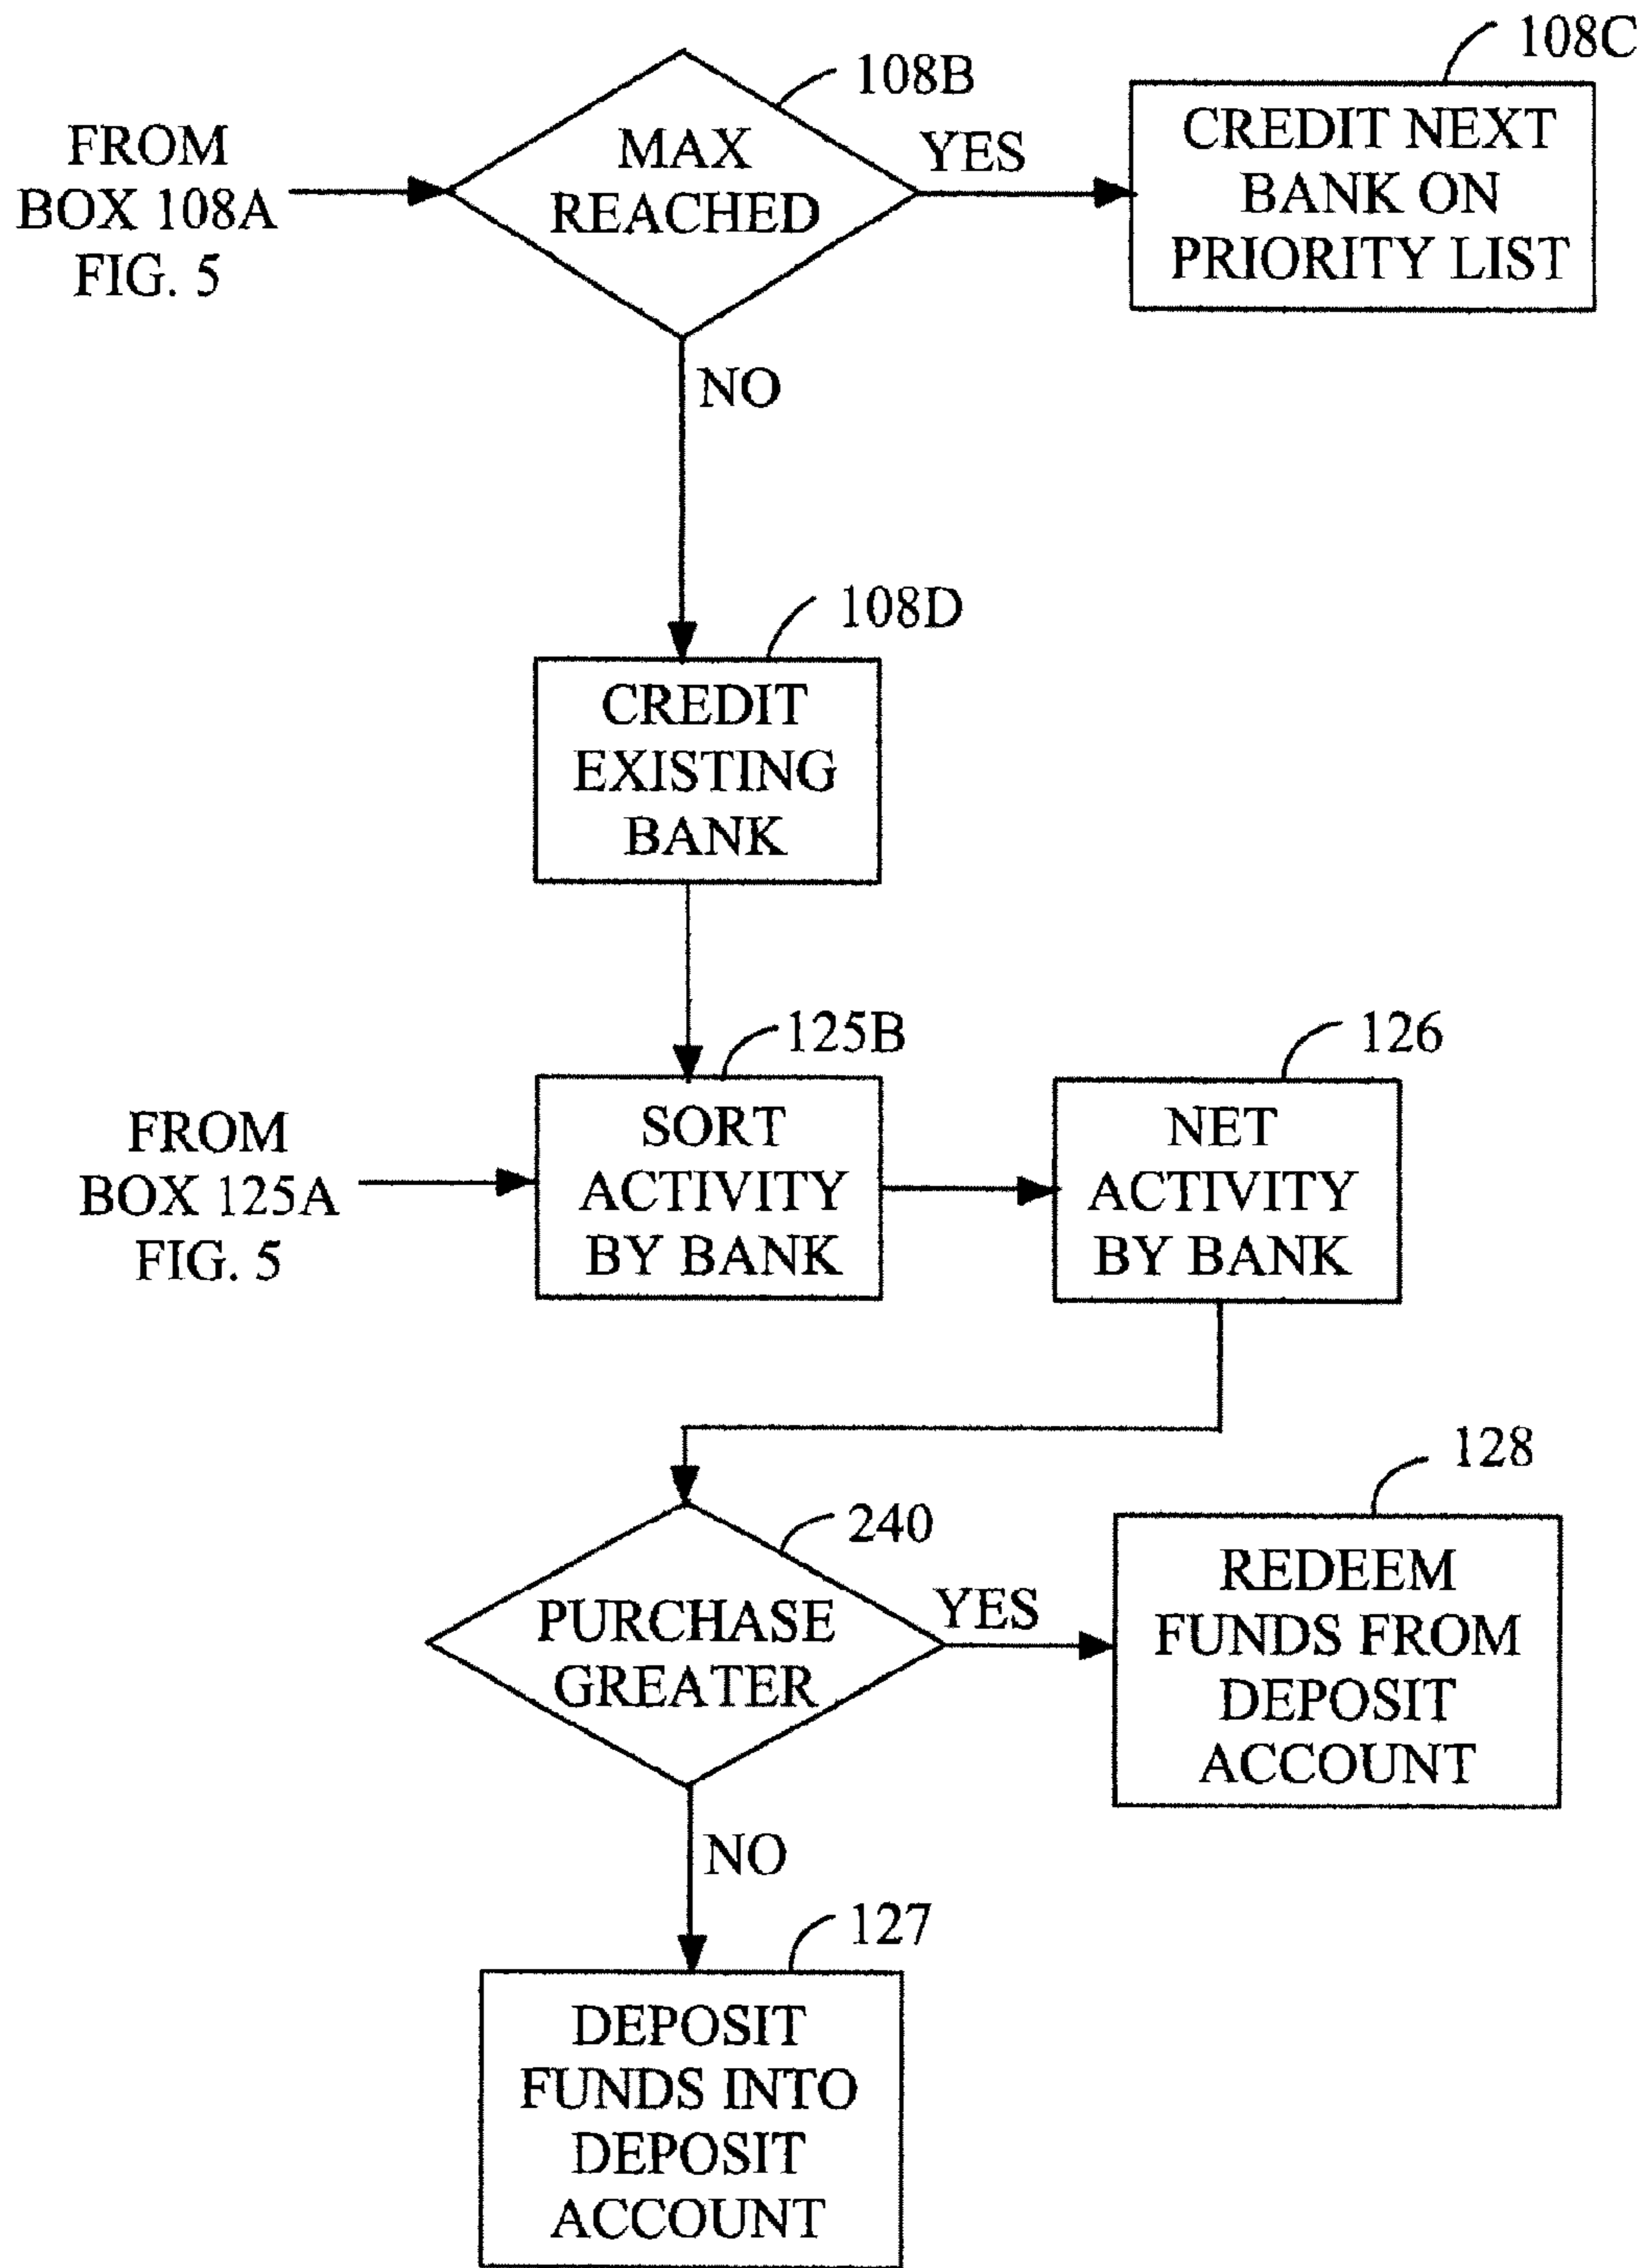 108B
108C
FROM
BOX 108A
FIG. 5
MAX
REACHED
YES
CREDIT NEXT
BANK ON
PRIORITY LIST
NO
108D
CREDIT
EXISTING
BANK
125B
126
FROM
BOX 125A
FIG. 5
SORT
ACTIVITY
BY BANK
NET
ACTIVITY
BY BANK
240
128
PURCHASE
GREATER
YES
REDEEM
FUNDS FROM
DEPOSIT
ACCOUNT
NO
127
DEPOSIT
FUNDS INTO
DEPOSIT
ACCOUNT